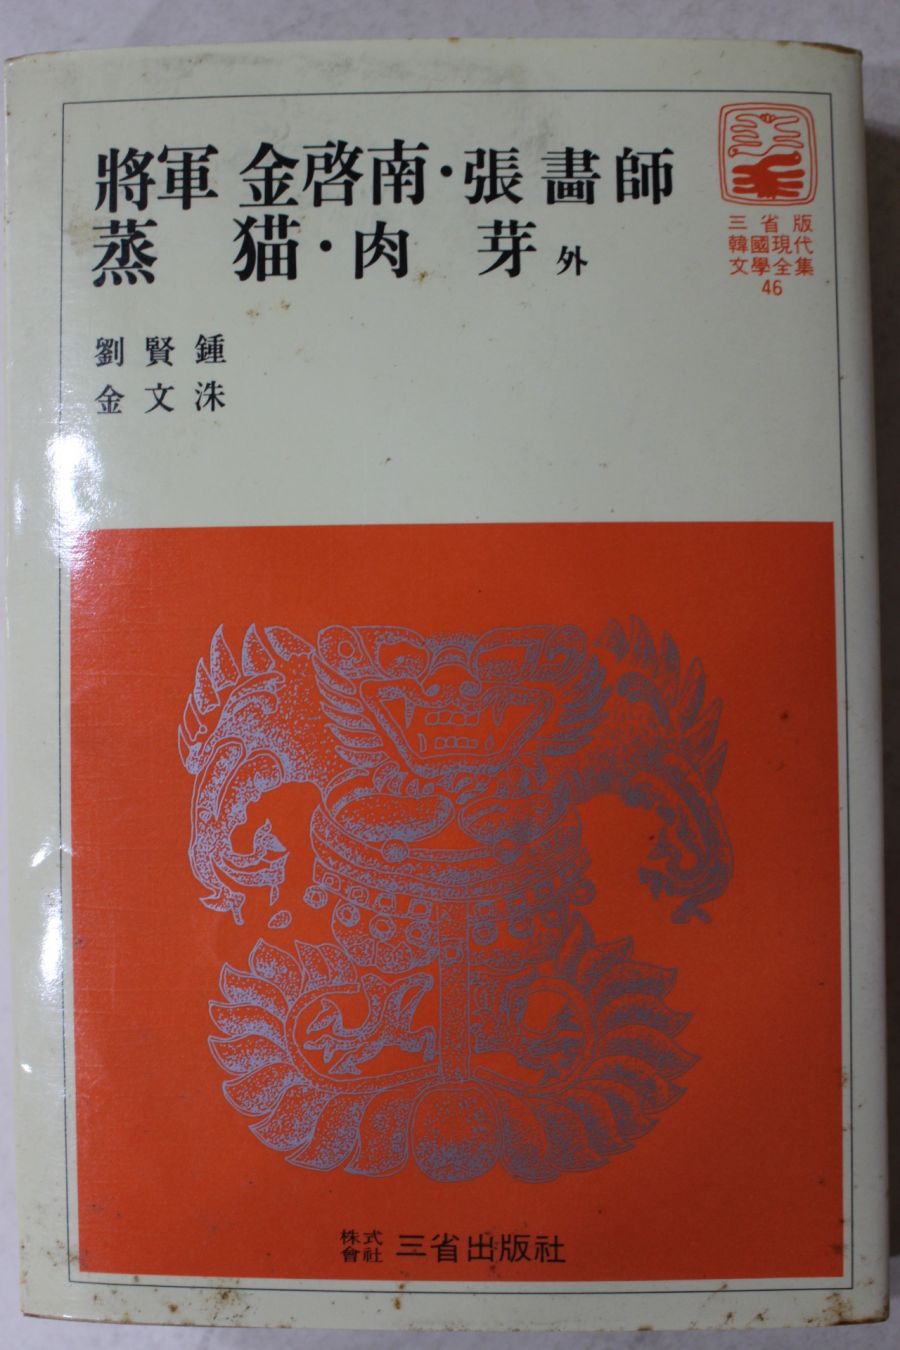 將軍 金啓南·張畵師
蒸 猫·肉 芽 外
劉賢鍾
金文洙
三省版
韓國現代
文學全集
46
株式會社 三省出版社